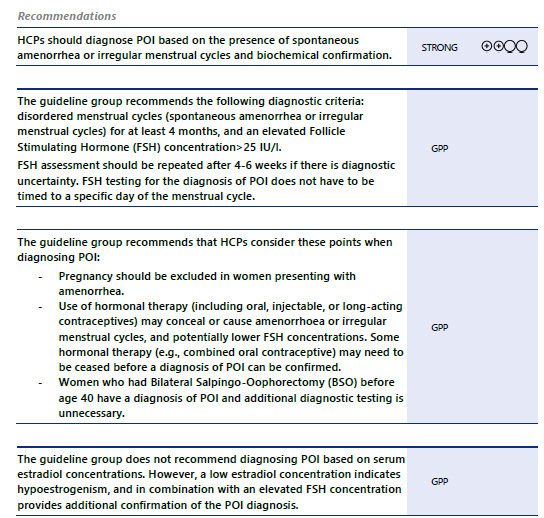 Recommendations
HCPs should diagnose POI based on the presence of spontaneous
amenorrhea or irregular menstrual cycles and biochemical confirmation.
STRONG ⊕⊕◯◯
The guideline group recommends the following diagnostic criteria:
disordered menstrual cycles (spontaneous amenorrhea or irregular
menstrual cycles) for at least 4 months, and an elevated Follicle
Stimulating Hormone (FSH) concentration>25 IU/l.
FSH assessment should be repeated after 4-6 weeks if there is diagnostic
uncertainty. FSH testing for the diagnosis of POI does not have to be
timed to a specific day of the menstrual cycle.
GPP
The guideline group recommends that HCPs consider these points when
diagnosing POI:
- Pregnancy should be excluded in women presenting with
amenorrhea.
- Use of hormonal therapy (including oral, injectable, or long-acting
contraceptives) may conceal or cause amenorrhoea or irregular
menstrual cycles, and potentially lower FSH concentrations. Some
hormonal therapy (e.g., combined oral contraceptive) may need to
be ceased before a diagnosis of POI can be confirmed.
- Women who had Bilateral Salpingo-Oophorectomy (BSO) before
age 40 have a diagnosis of POI and additional diagnostic testing is
unnecessary.
GPP
The guideline group does not recommend diagnosing POI based on serum
estradiol concentrations. However, a low estradiol concentration indicates
hypoestrogenism, and in combination with an elevated FSH concentration
provides additional confirmation of the POI diagnosis.
GPP